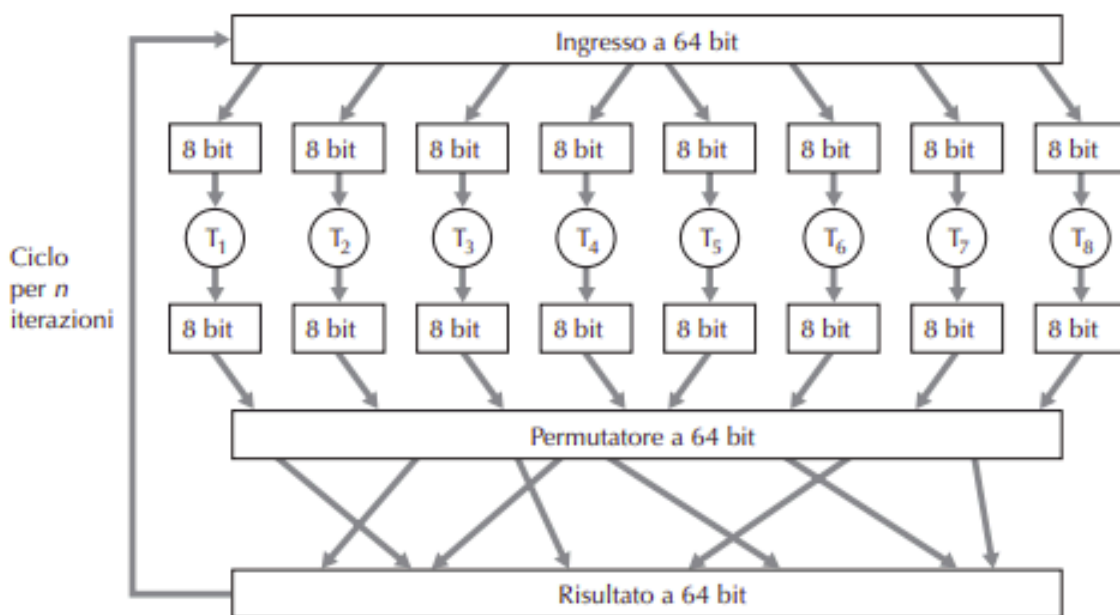 Ingresso a 64 bit
8 bit 8 bit 8 bit 8 bit 8 bit 8 bit 8 bit 8 bit
T1 T2 T3 T4 T5 T6 T7 T8
Ciclo
per n
iterazioni
8 bit 8 bit 8 bit 8 bit 8 bit 8 bit 8 bit 8 bit
Permutatore a 64 bit
Risultato a 64 bit